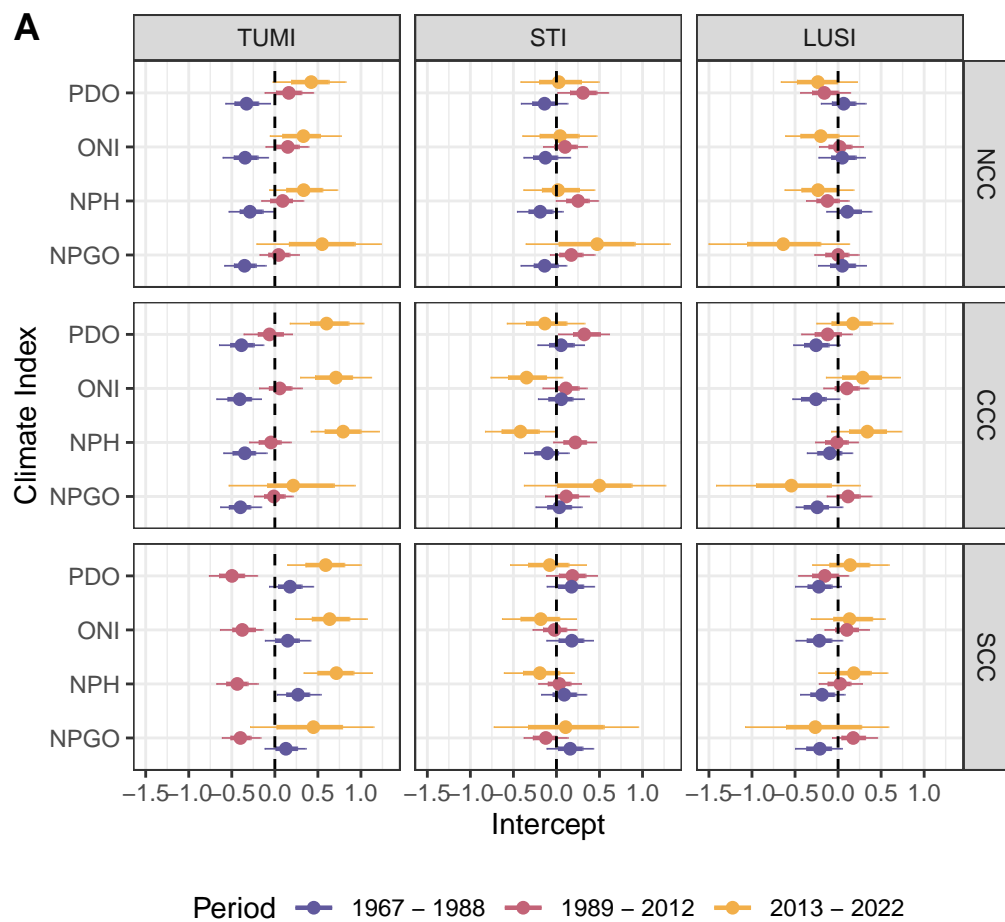 A
TUMI STI LUSI
PDO
ONI
NPH
NPGO
NCC
PDO
ONI
NPH
NPGO
CCC
PDO
ONI
NPH
NPGO
SCC
Climate Index
−1.5 −1.0 −0.5 0.0 0.5 1.0 −1.5 −1.0 −0.5 0.0 0.5 1.0 −1.5 −1.0 −0.5 0.0 0.5 1.0
Intercept
Period 1967 − 1988 1989 − 2012 2013 − 2022